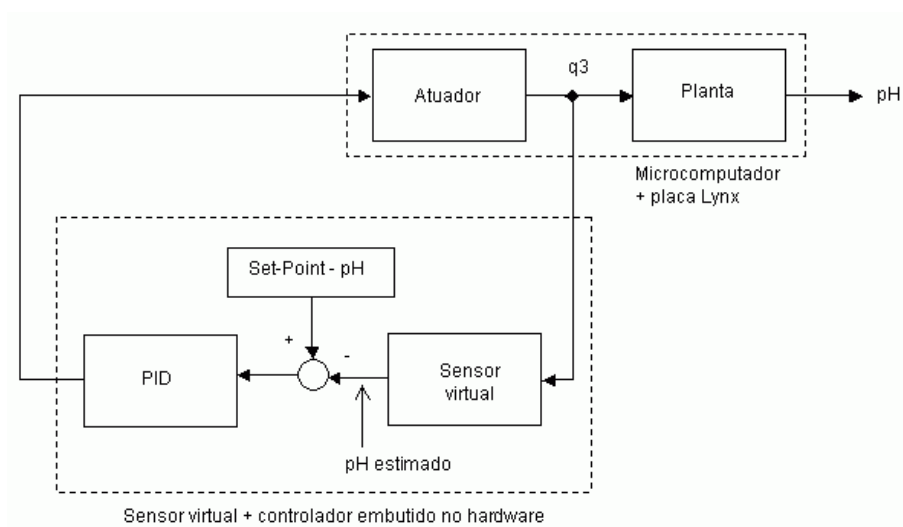 Atuador
q3
Planta
pH
Microcomputador
+ placa Lynx
Set-Point - pH
+
-
PID
Sensor
virtual
pH estimado
Sensor virtual + controlador embutido no hardware